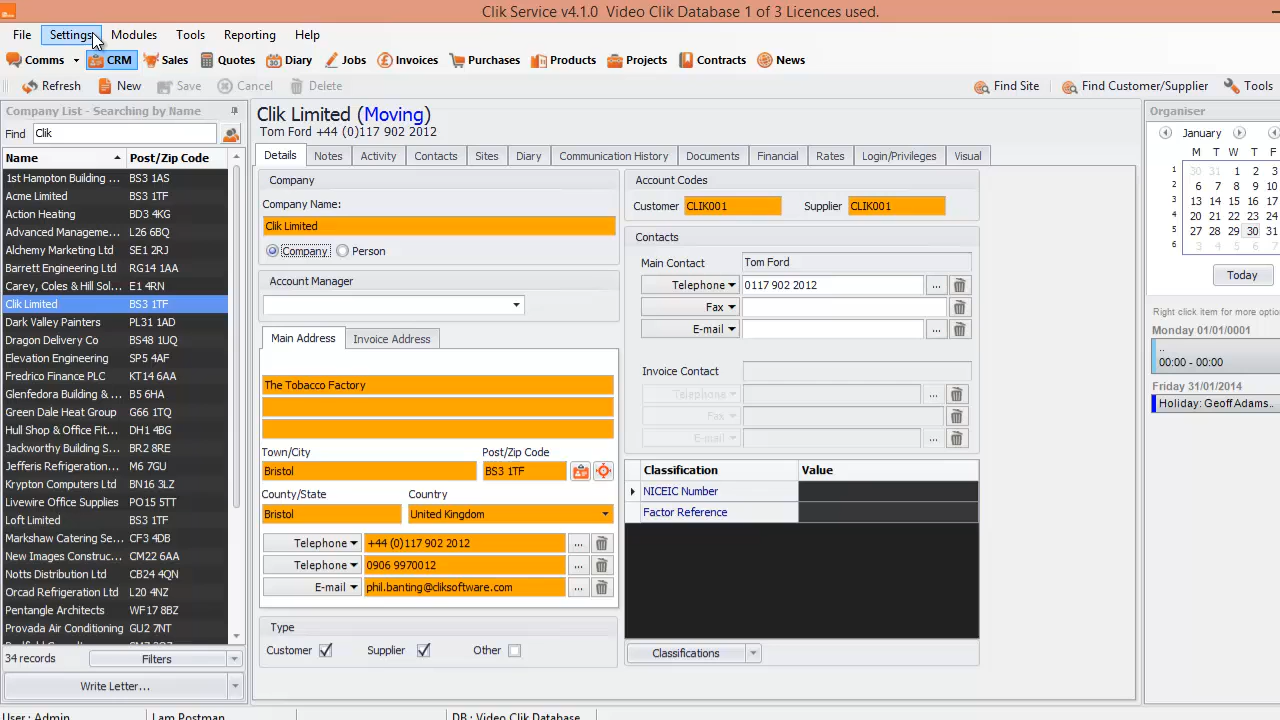 Clik Service v4.1.0 Video Clik Database 1 of 3 Licences used.
File Settings Modules Tools Reporting Help
Comms CRM Sales Quotes Diary Jobs Invoices Purchases Products Projects Contracts News
Refresh New Save Cancel Delete Find Site Find Customer/Supplier Tools
Company List - Searching by Name
Find Clik
Name Post/Zip Code
1st Hampton Building ... BS3 1AS
Acme Limited BS3 1TF
Action Heating BD3 4KG
Advanced Manageme... L26 6BQ
Alchemy Marketing Ltd SE1 2RJ
Barrett Engineering Ltd RG14 1AA
Carey, Coles & Hill Sol... E1 4RN
Clik Limited BS3 1TF
Dark Valley Painters PL31 1AD
Dragon Delivery Co BS48 1UQ
Elevation Engineering SP5 4AF
Fredrico Finance PLC KT14 6AA
Glenfedora Building & ... B5 6HA
Green Dale Heat Group G66 1TQ
Hull Shop & Office Fit... DH1 4BG
Jackworthy Building S... BR2 8RE
Jefferis Refrigeration... M6 7GU
Krypton Computers Ltd BN16 3LZ
Livewire Office Supplies PO15 5TT
Loft Limited BS3 1TF
Markshaw Catering Se... CF3 4DB
New Images Construc... CM22 6AA
Notts Distribution Ltd CB24 4QN
Orcad Refrigeration Ltd L20 4NZ
Pentangle Architects WF17 8BZ
Provada Air Conditioning GU2 7NT
34 records Filters
Write Letter...
User : Admin I am Postman DB : Video Clik Database
Clik Limited (Moving)
Tom Ford +44 (0)117 902 2012
Details Notes Activity Contacts Sites Diary Communication History Documents Financial Rates Login/Privileges Visual
Company
Company Name:
Clik Limited
Company Person
Account Manager
Main Address Invoice Address
The Tobacco Factory
Town/City Post/Zip Code
Bristol BS3 1TF
County/State Country
Bristol United Kingdom
Telephone +44 (0)117 902 2012 ...
Telephone 0906 9970012 ...
E-mail phil.banting@cliksoftware.com ...
Type
Customer Supplier Other
Account Codes
Customer CLIK001 Supplier CLIK001
Contacts
Main Contact Tom Ford
Telephone 0117 902 2012 ...
Fax
E-mail ...
Invoice Contact
Telephone ...
Fax
E-mail ...
Classification Value
NICEIC Number
Factor Reference
Classifications
Organiser
January
M T W T F
1 30 31 1 2 3
2 6 7 8 9 10
3 13 14 15 16 17
4 20 21 22 23 24
5 27 28 29 30 31
6 3 4 5 6 7
Today
Right click item for more optio
Monday 01/01/0001
..
00:00 - 00:00
Friday 31/01/2014
Holiday: Geoff Adams..